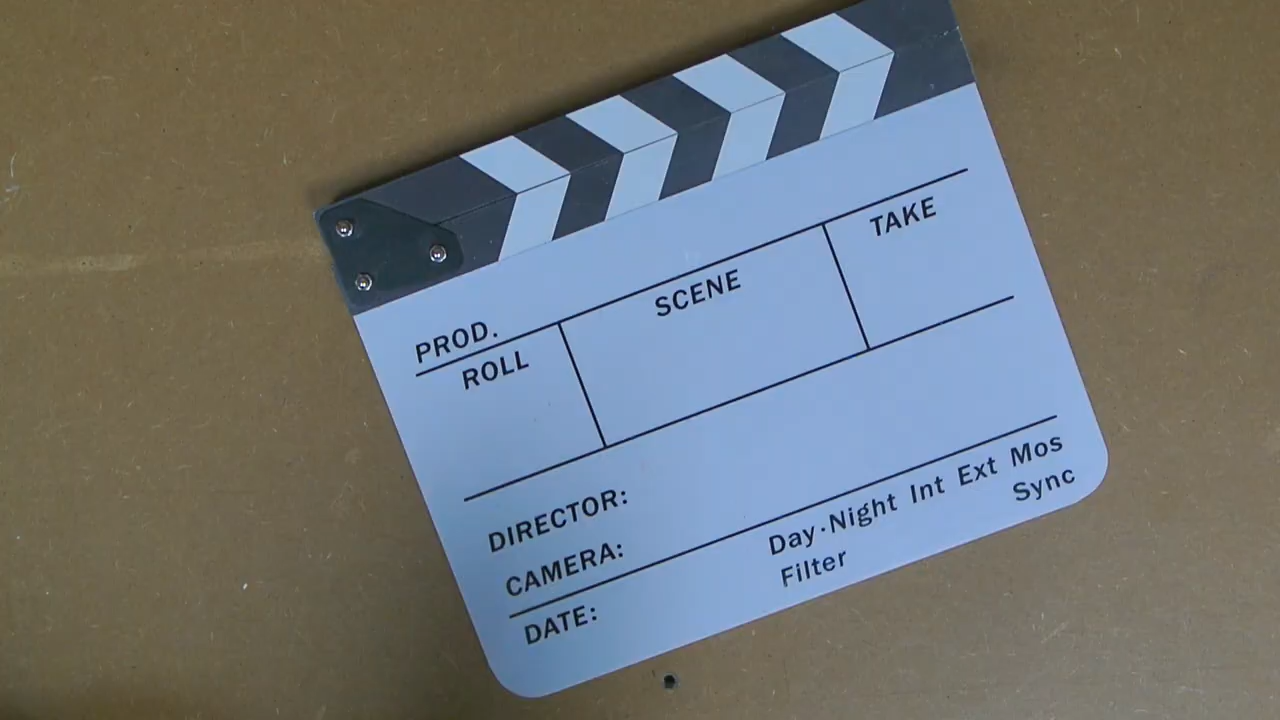 PROD.
ROLL SCENE TAKE
DIRECTOR:
CAMERA:
DATE: Day·Night Int Ext Mos
Filter Sync